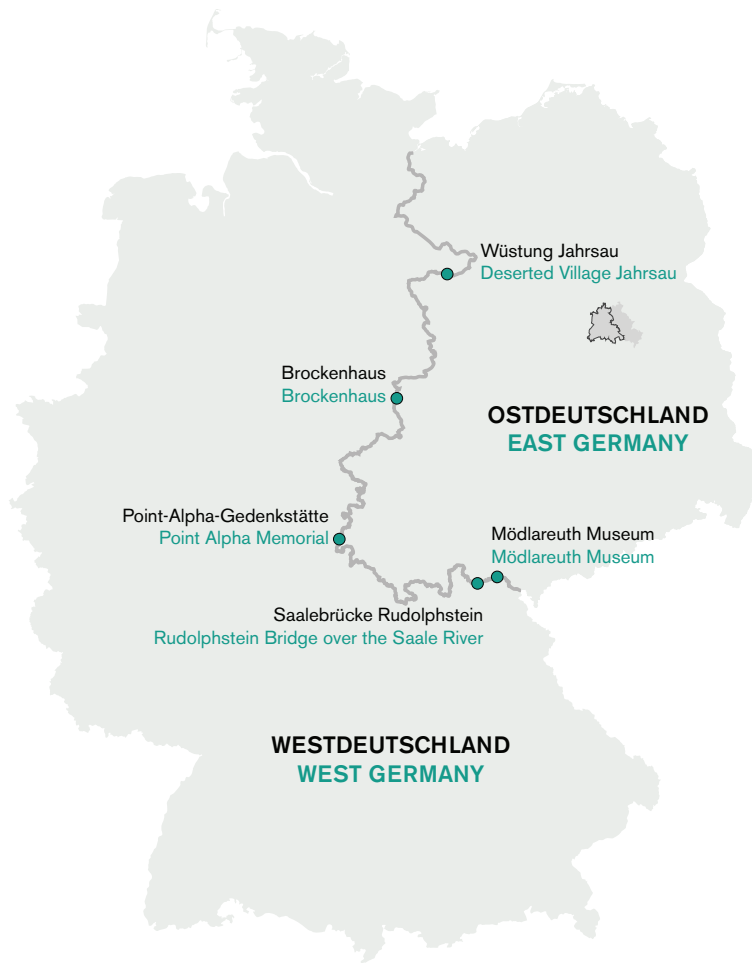 Wüstung Jahrsau
Deserted Village Jahrsau
Brockenhaus
Brockenhaus
OSTDEUTSCHLAND
EAST GERMANY
Point-Alpha-Gedenkstätte
Point Alpha Memorial
Mödlareuth Museum
Mödlareuth Museum
Saalebrücke Rudolphstein
Rudolphstein Bridge over the Saale River
WESTDEUTSCHLAND
WEST GERMANY